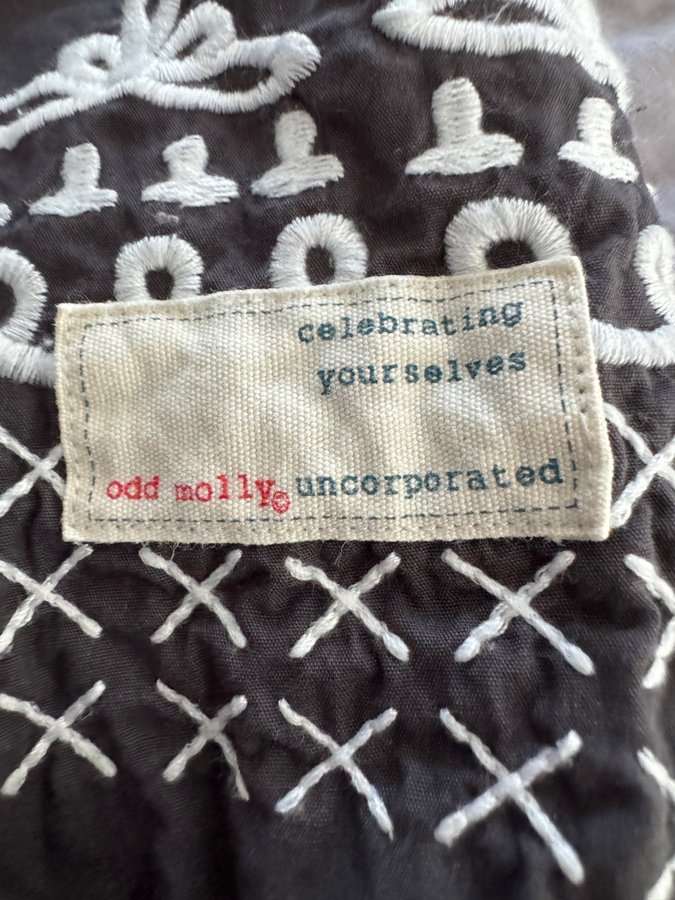 celebrating
yourselves
odd molly© uncorporated